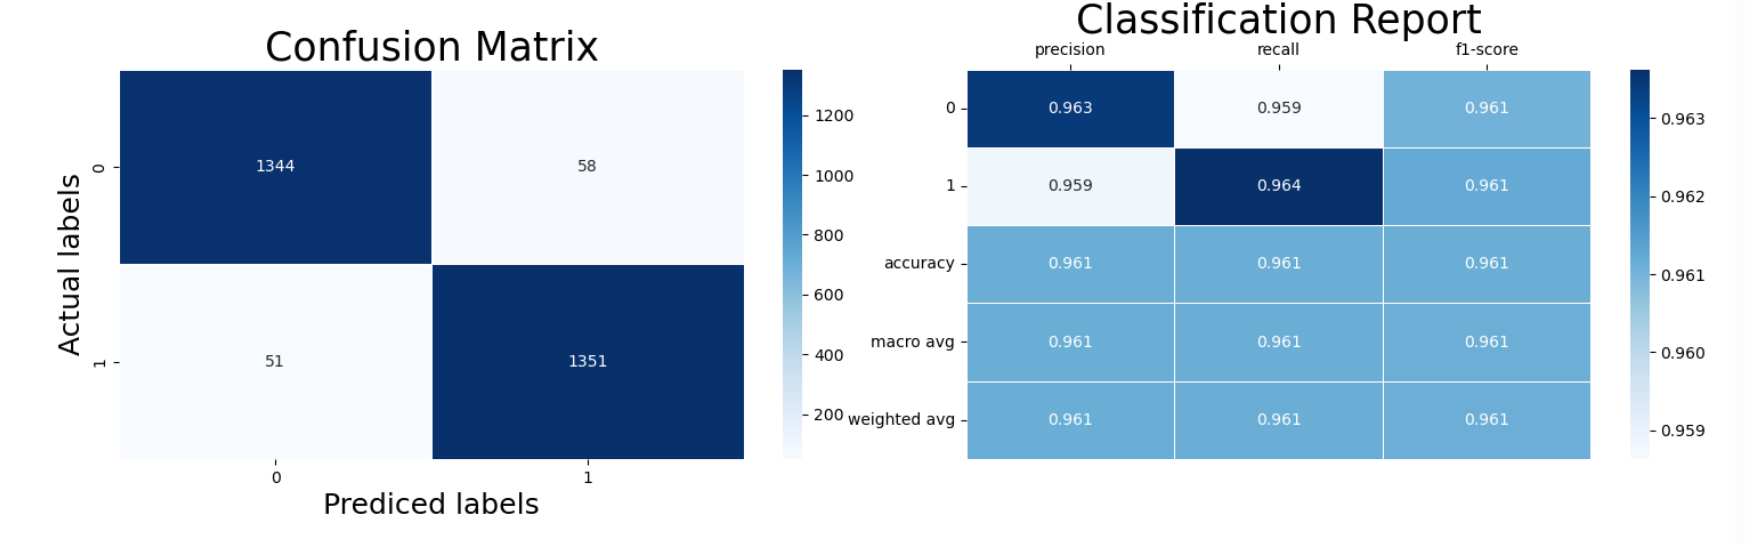 Confusion Matrix
Actual labels
0
1344
58
1
51
1351
0
1
Prediced labels
1200
1000
800
600
400
200
Classification Report
precision recall f1-score
0 0.963 0.959 0.961
1 0.959 0.964 0.961
accuracy 0.961 0.961 0.961
macro avg 0.961 0.961 0.961
weighted avg 0.961 0.961 0.961
0.963
0.962
0.961
0.960
0.959